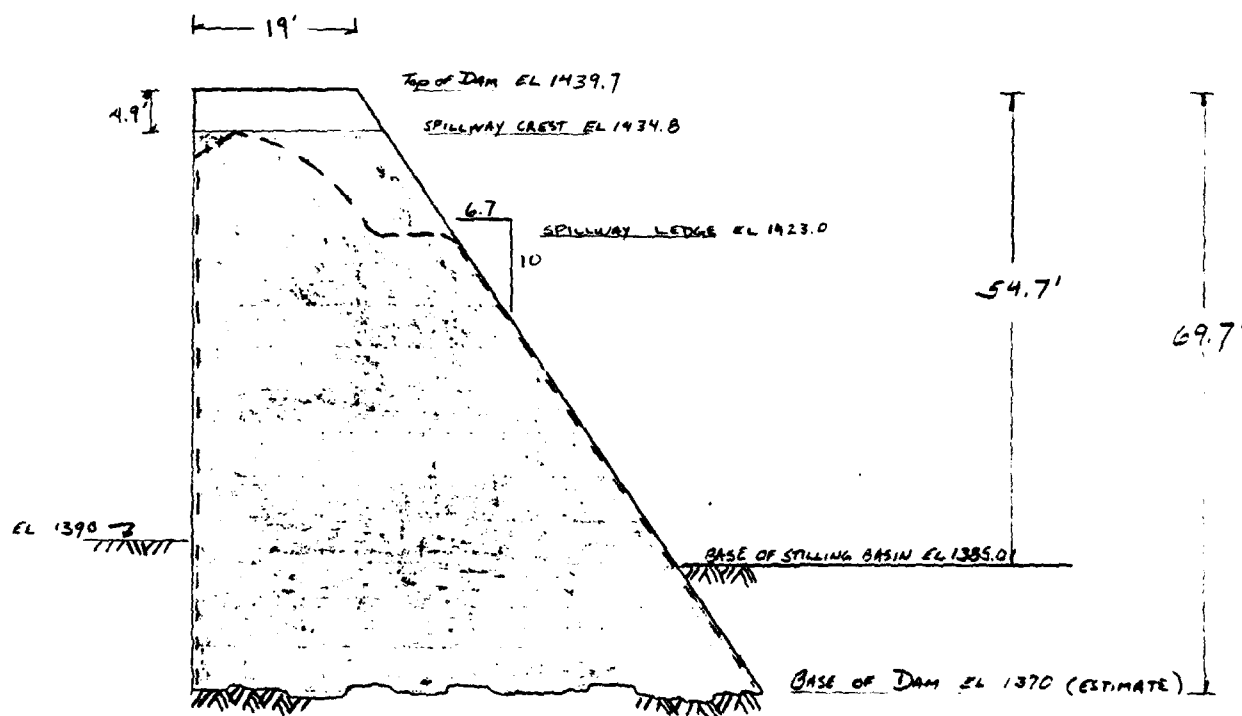 19'
Top of DAM EL 1439.7
4.9'
SPILLWAY CREST EL 1434.8
6.7
10
SPILLWAY LEDGE EL 1423.0
54.7'
69.7'
EL 1390
BASE OF STILLING BASIN EL 1385.0
BASE OF DAM EL 1370 (ESTIMATE)